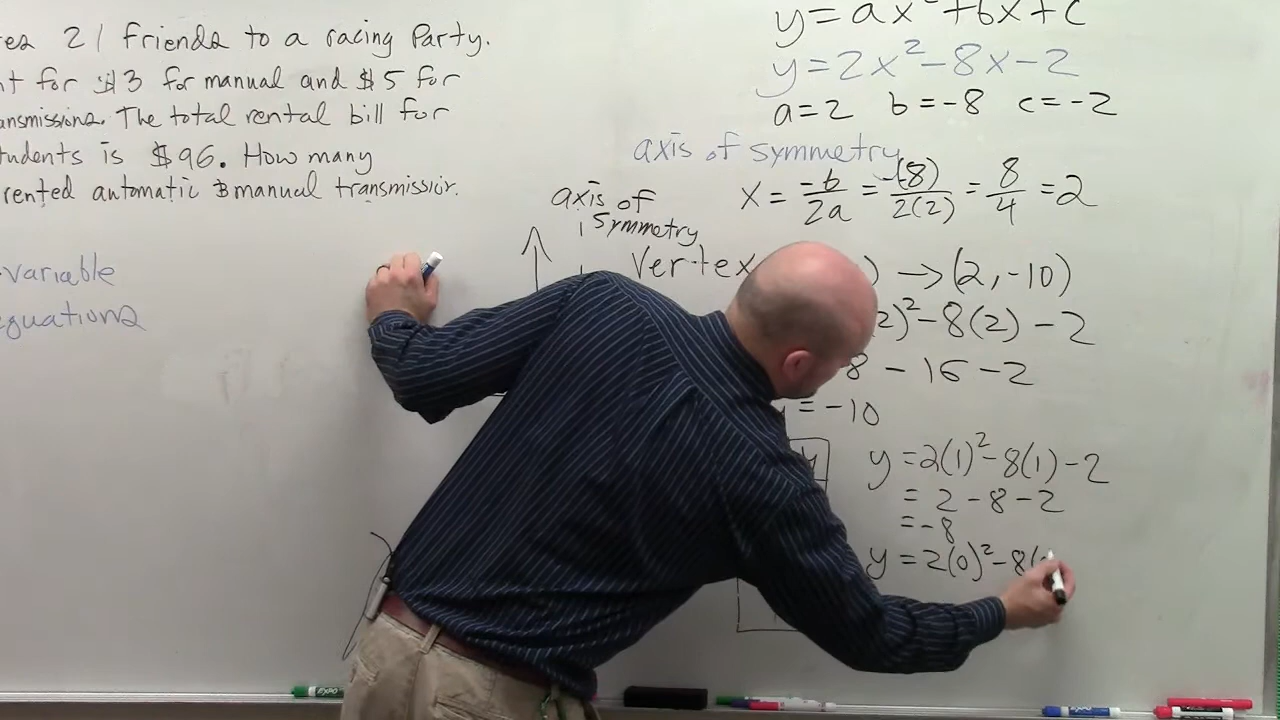 21 friends to a racing Party.
for $3 for manual and $5 for
The total rental bill for
is $96. How many
rented automatic & manual transmission.
variable
equations
y=ax²+bx+c
y=2x²-8x-2
a=2 b=-8 c=-2
axis of symmetry
x = -b/2a = -(-8)/2(2) = 8/4 = 2
axis of
Symmetry
Vertex ) →(2,-10)
2)²-8(2)-2
8 - 16 - 2
= -10
y
y=2(1)²-8(1)-2
= 2-8-2
=-8
y=2(0)²-8(
EXPO